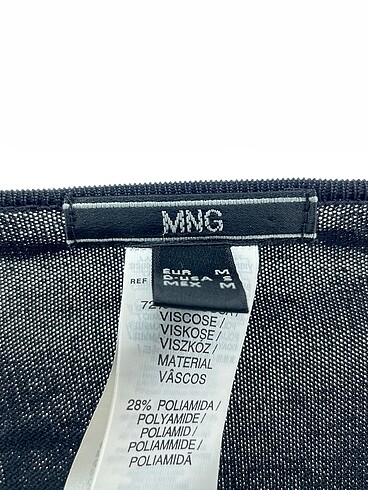 MNG
EUR M
D-USA S
MEX M
REF
VISCOSE /
VISKOSE /
VISZKÓZ /
MATERIAL
VÂSCOS
28% POLIAMIDA /
POLYAMIDE /
POLIAMID /
POLIAMMIDE /
POLIAMIDĂ